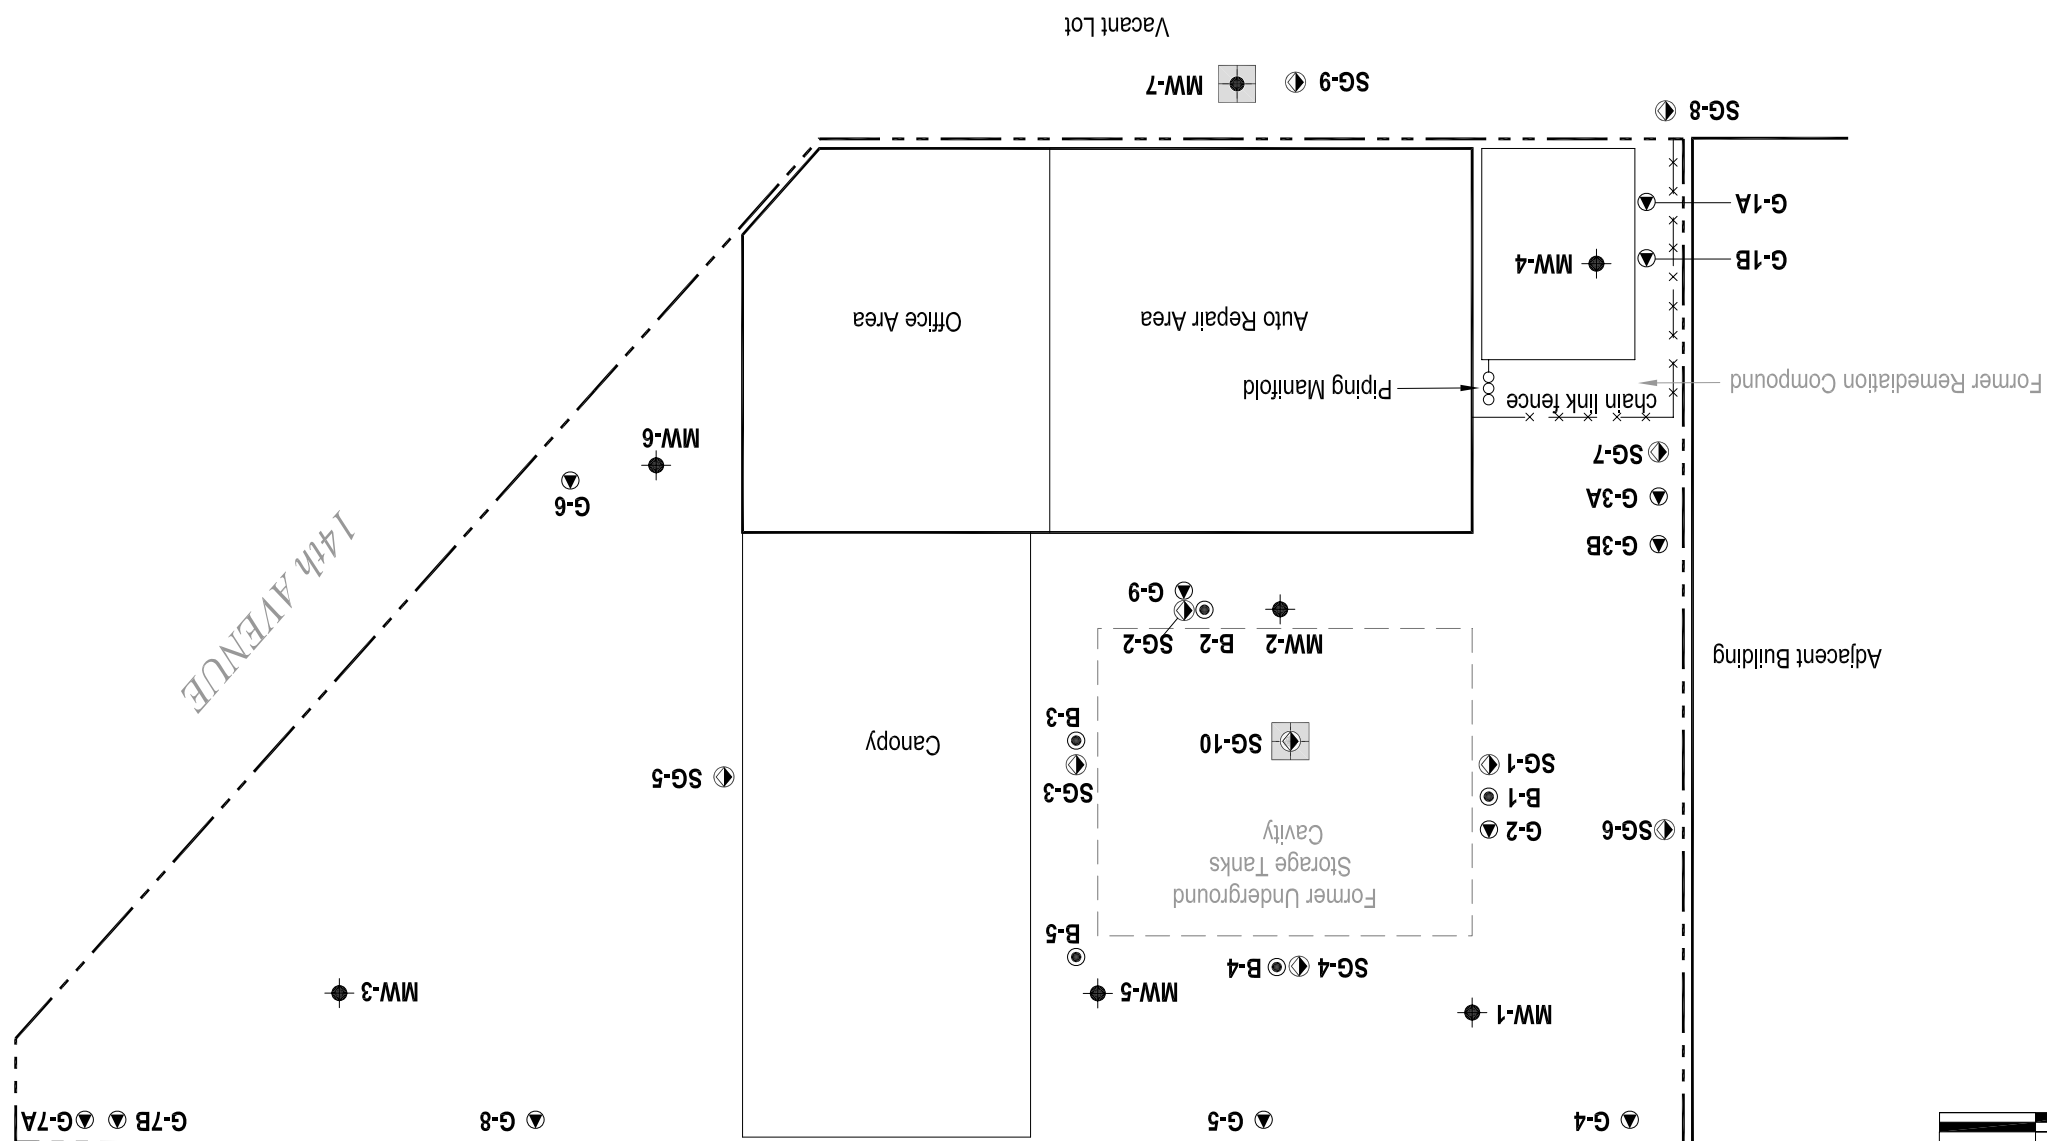 G-4
G-5
G-8
G-7B
G-7A
MW-1
MW-5
MW-3
SG-4
B-4
B-5
Former Underground
Storage Tanks
Cavity
SG-6
G-2
B-1
SG-1
SG-3
B-3
SG-10
SG-5
Canopy
Adjacent Building
MW-2
B-2
SG-2
G-9
14th AVENUE
G-3B
G-3A
SG-7
G-6
MW-6
chain link fence
Former Remediation Compound
Piping Manifold
Auto Repair Area
Office Area
G-1B
MW-4
G-1A
SG-8
SG-9
MW-7
Vacant Lot